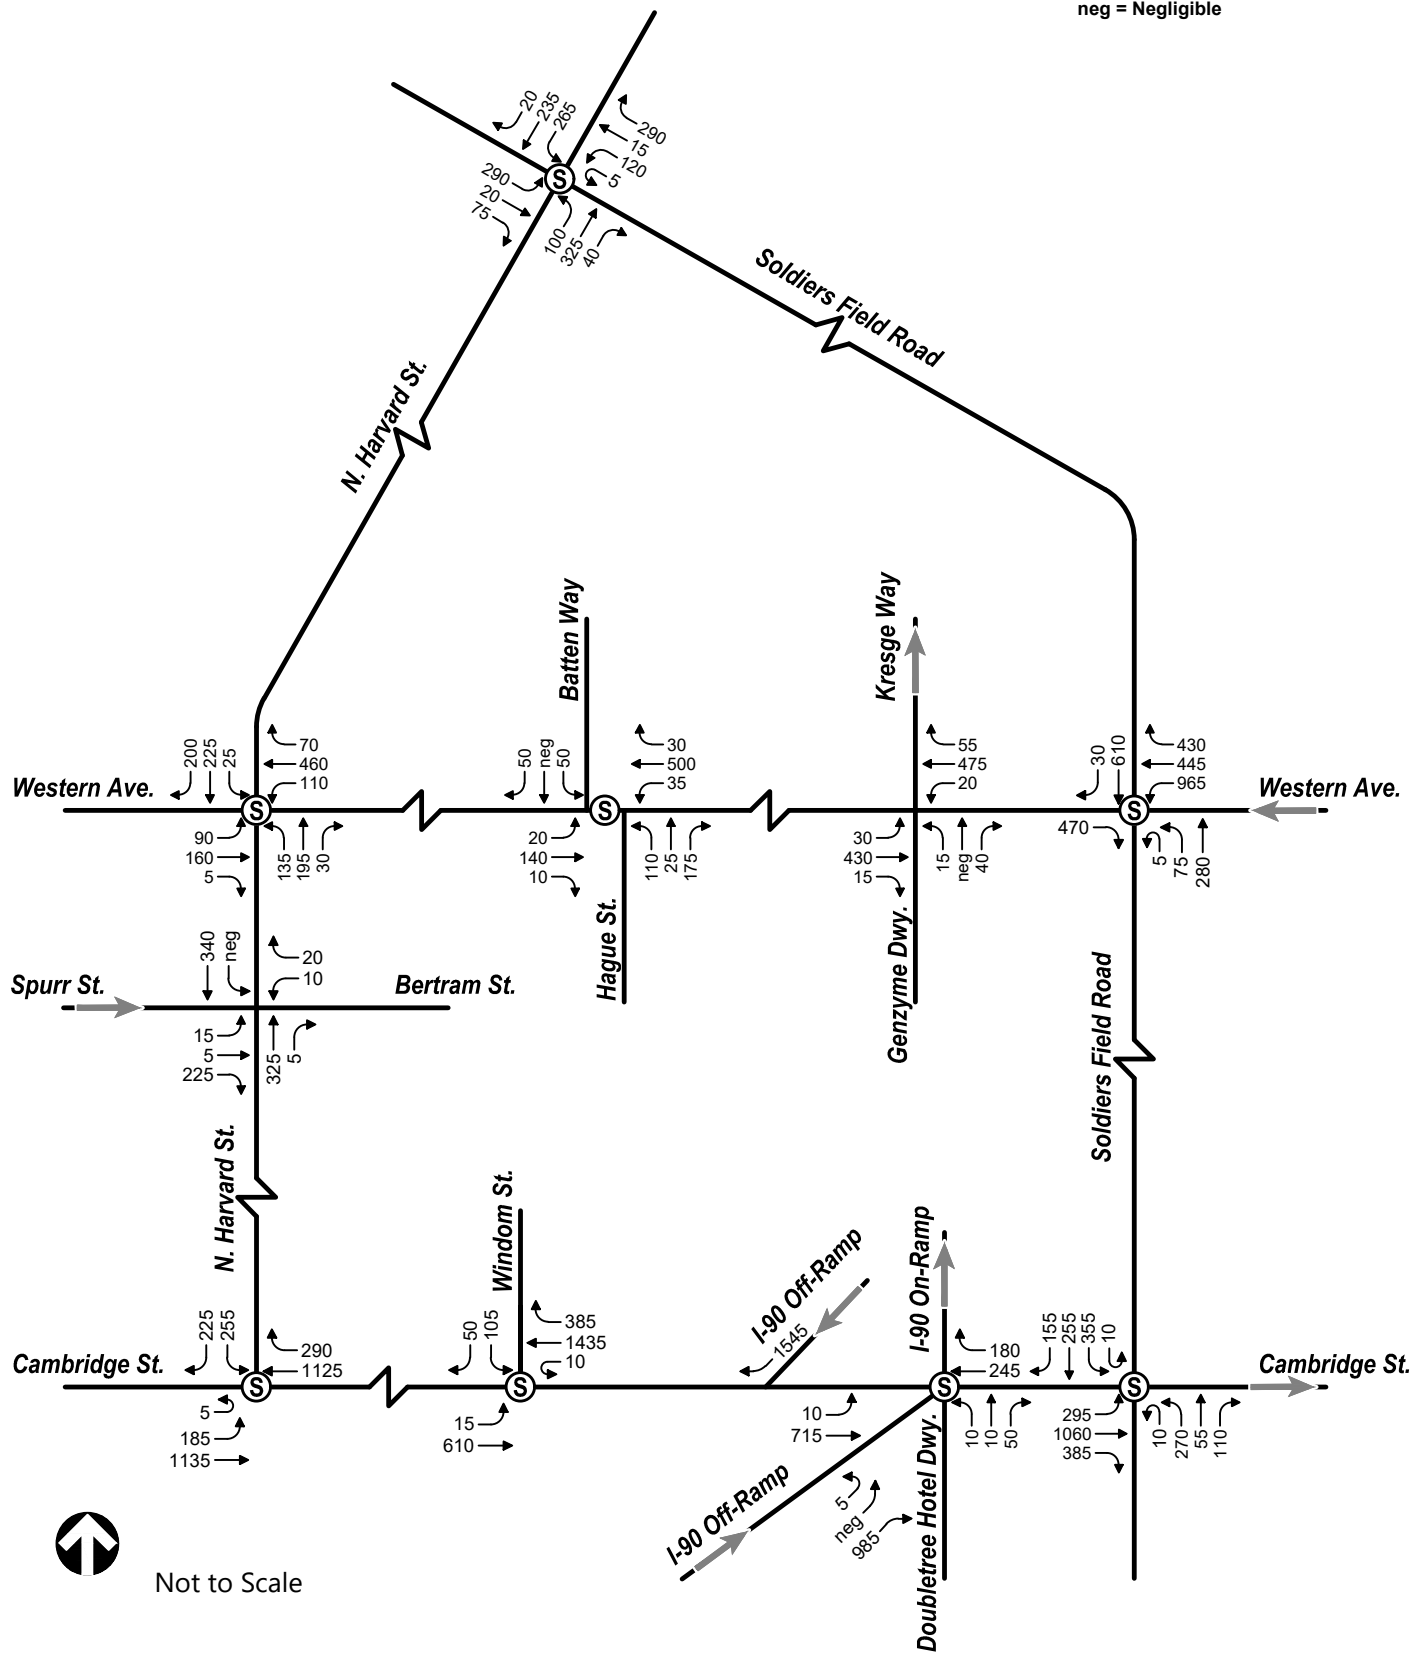 neg = Negligible
20
235
265
290
15
120
5
290
20
75
100
325
40
Soldiers Field Road
N. Harvard St.
Batten Way
Kresge Way
200
225
25
70
460
110
50
neg
50
30
500
35
55
475
20
30
610
430
445
965
Western Ave.
Western Ave.
S
S
S
S
90
160
5
135
195
30
20
140
10
110
25
175
30
430
15
15
neg
40
470
5
75
280
Hague St.
Genzyme Dwy.
340
neg
20
10
Spurr St.
Bertram St.
15
5
225
325
5
Soldiers Field Road
N. Harvard St.
Windom St.
I-90 Off-Ramp
1545
I-90 On-Ramp
225
255
290
1125
50
105
385
1435
10
180
245
155
255
355
10
Cambridge St.
Cambridge St.
S
S
S
S
5
185
1135
15
610
10
715
10
10
50
295
1060
385
10
270
55
110
I-90 Off-Ramp
5
neg
985
Doubletree Hotel Dwy.
Not to Scale
S